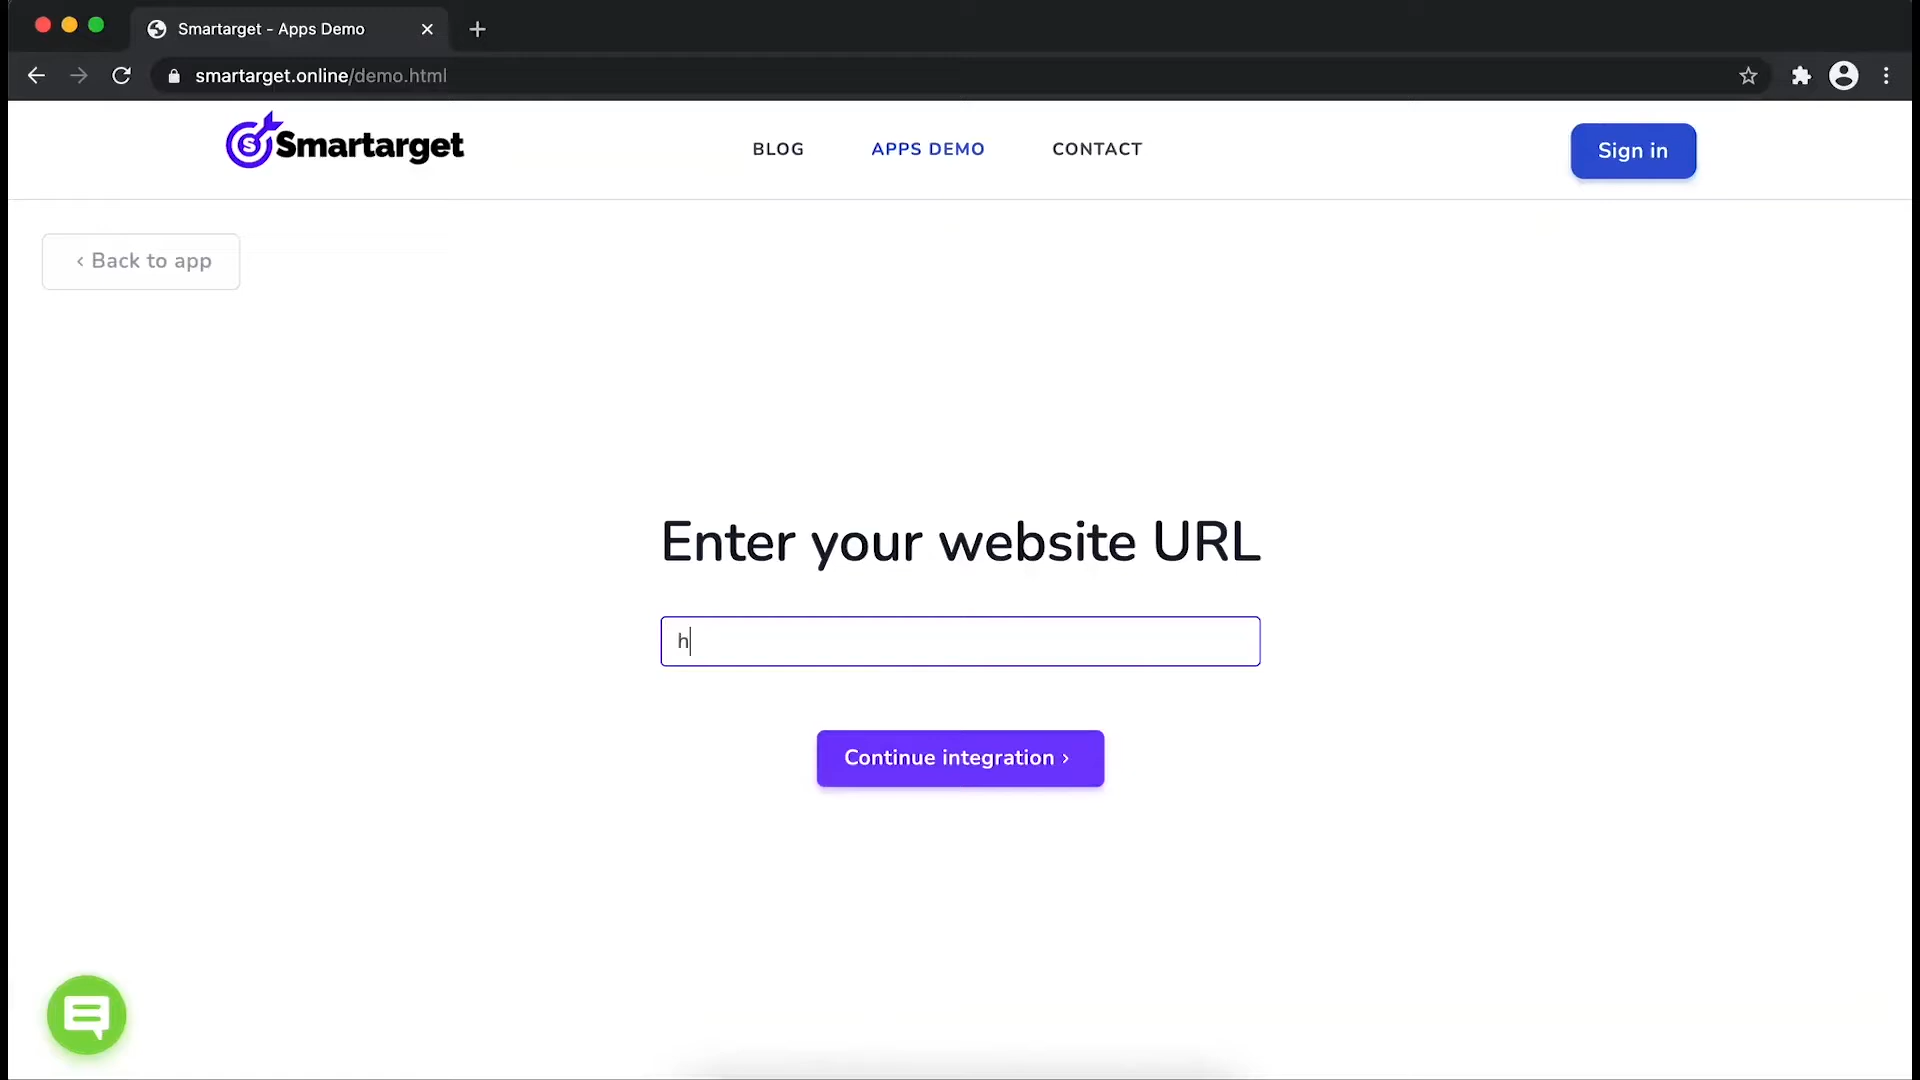 Smartarget - Apps Demo
smartarget.online/demo.html
Smartarget
BLOG
APPS DEMO
CONTACT
Sign in
‹ Back to app
Enter your website URL
h
Continue integration ›